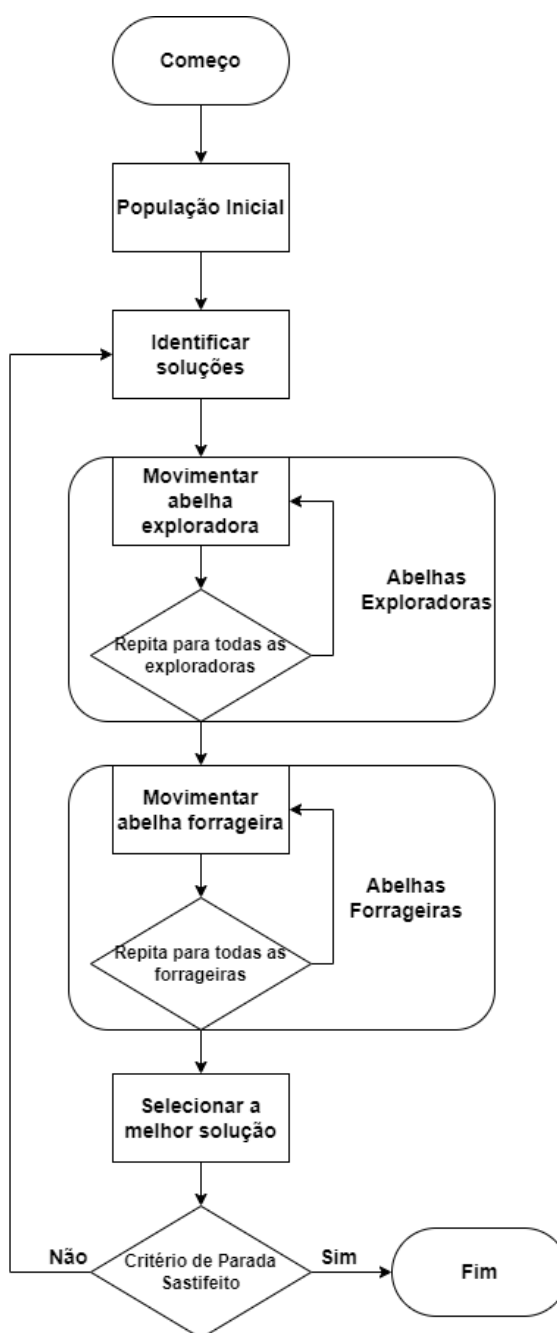 Começo
População Inicial
Identificar
soluções
Movimentar
abelha
exploradora
Abelhas
Exploradoras
Repita para todas as
exploradoras
Movimentar
abelha forrageira
Abelhas
Forrageiras
Repita para todas as
forrageiras
Selecionar a
melhor solução
Não
Critério de Parada
Sastifeito
Sim
Fim